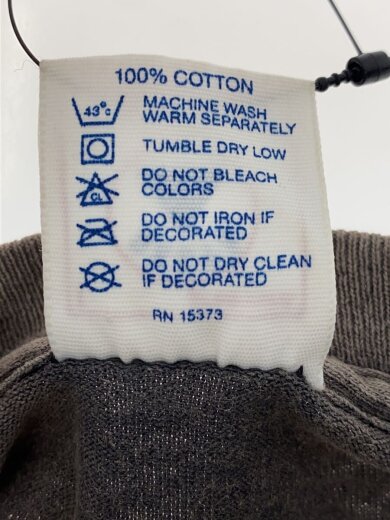 100% COTTON
43°c
MACHINE WASH
WARM SEPARATELY
TUMBLE DRY LOW
CL
DO NOT BLEACH
COLORS
DO NOT IRON IF
DECORATED
DO NOT DRY CLEAN
IF DECORATED
RN 15373